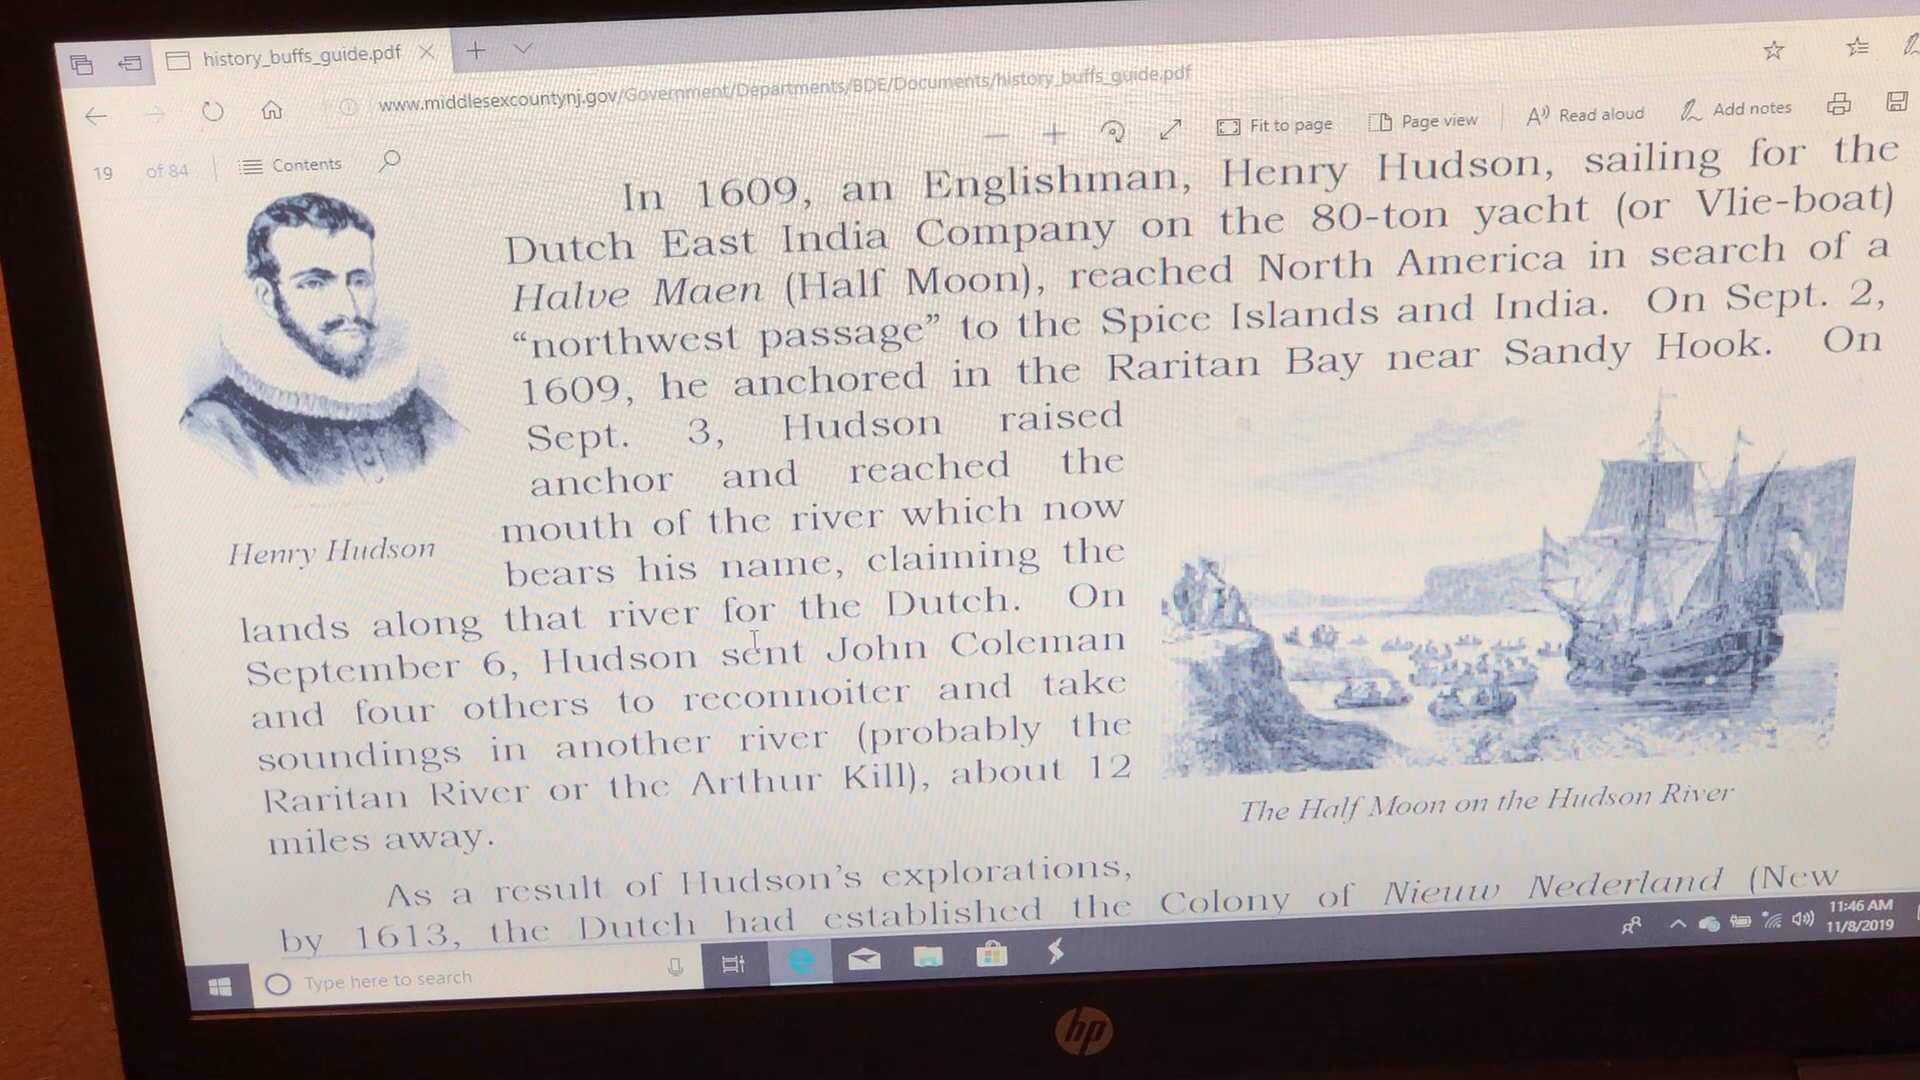 history_buffs_guide.pdf
www.middlesexcountynj.gov/Government/Departments/BDE/Documents/history_buffs_guide.pdf
19 of 84 Contents
Fit to page Page view Read aloud Add notes
In 1609, an Englishman, Henry Hudson, sailing for the
Dutch East India Company on the 80-ton yacht (or Vlie-boat)
Halve Maen (Half Moon), reached North America in search of a
“northwest passage” to the Spice Islands and India. On Sept. 2,
1609, he anchored in the Raritan Bay near Sandy Hook. On
Sept. 3, Hudson raised
anchor and reached the
mouth of the river which now
bears his name, claiming the
lands along that river for the Dutch. On
September 6, Hudson sent John Coleman
and four others to reconnoiter and take
soundings in another river (probably the
Raritan River or the Arthur Kill), about 12
miles away.
Henry Hudson
The Half Moon on the Hudson River
As a result of Hudson’s explorations,
by 1613, the Dutch had established the Colony of Nieuw Nederland (New
Type here to search
11:46 AM
11/8/2019
hp